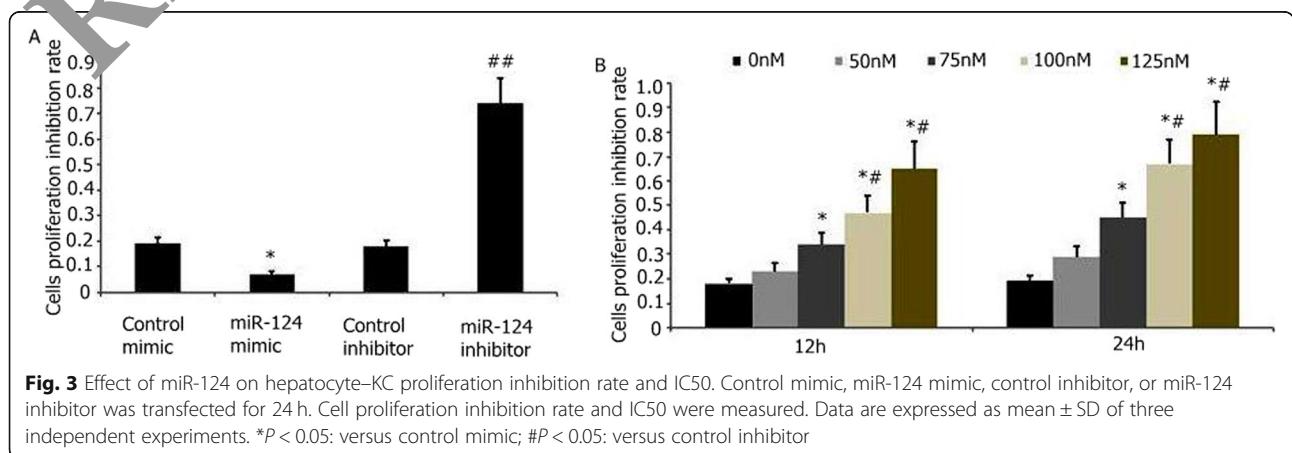 A
Cells proliferation inhibition rate
0.9
0.8
0.7
0.6
0.5
0.4
0.3
0.2
0.1
0
*
##
Control mimic
miR-124 mimic
Control inhibitor
miR-124 inhibitor
B
0nM 50nM 75nM 100nM 125nM
Cells proliferation inhibition rate
1.0
0.9
0.8
0.7
0.6
0.5
0.4
0.3
0.2
0.1
0
*
*#
*#
*
*#
*#
12h
24h
Fig. 3 Effect of miR-124 on hepatocyte–KC proliferation inhibition rate and IC50. Control mimic, miR-124 mimic, control inhibitor, or miR-124
inhibitor was transfected for 24 h. Cell proliferation inhibition rate and IC50 were measured. Data are expressed as mean ± SD of three
independent experiments. *P < 0.05: versus control mimic; #P < 0.05: versus control inhibitor